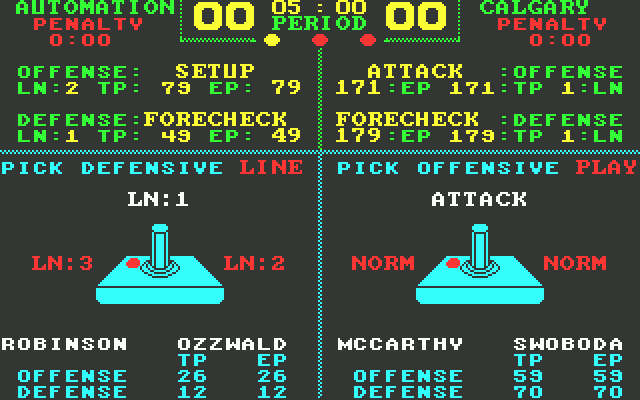 AUTOMATION 00 05 : 00 00 CALGARY
PENALTY PERIOD PENALTY
0:00 0:00
OFFENSE: SETUP ATTACK :OFFENSE
LN:2 TP: 79 EP: 79 171:EP 171:TP 1:LN
DEFENSE:FORECHECK FORECHECK :DEFENSE
LN:1 TP: 49 EP: 49 179:EP 179:TP 1:LN
PICK DEFENSIVE LINE PICK OFFENSIVE PLAY
LN:1 ATTACK
LN:3 LN:2 NORM NORM
ROBINSON OZZWALD MCCARTHY SWOBODA
TP EP TP EP
OFFENSE 26 26 OFFENSE 59 59
DEFENSE 12 12 DEFENSE 70 70